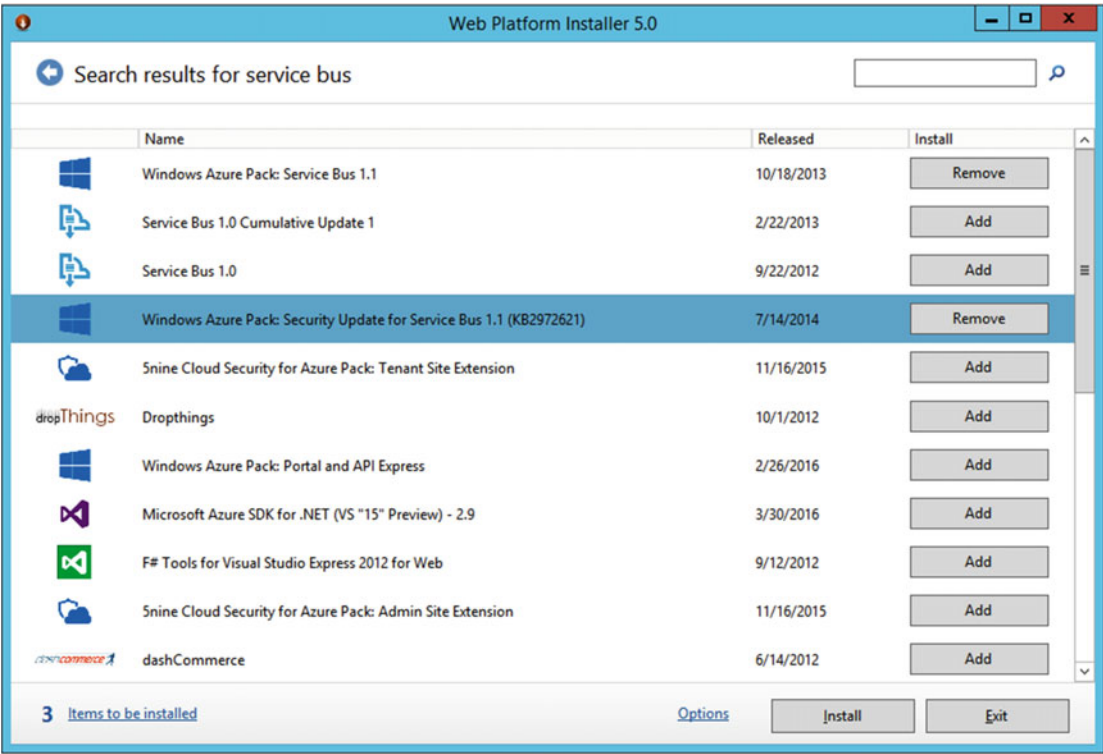 Web Platform Installer 5.0
Search results for service bus
Name Released Install
Windows Azure Pack: Service Bus 1.1 10/18/2013 Remove
Service Bus 1.0 Cumulative Update 1 2/22/2013 Add
Service Bus 1.0 9/22/2012 Add
Windows Azure Pack: Security Update for Service Bus 1.1 (KB2972621) 7/14/2014 Remove
5nine Cloud Security for Azure Pack: Tenant Site Extension 11/16/2015 Add
dropThings Dropthings 10/1/2012 Add
Windows Azure Pack: Portal and API Express 2/26/2016 Add
Microsoft Azure SDK for .NET (VS "15" Preview) - 2.9 3/30/2016 Add
F# Tools for Visual Studio Express 2012 for Web 9/12/2012 Add
5nine Cloud Security for Azure Pack: Admin Site Extension 11/16/2015 Add
dashcommerce dashCommerce 6/14/2012 Add
3 Items to be installed Options Install Exit